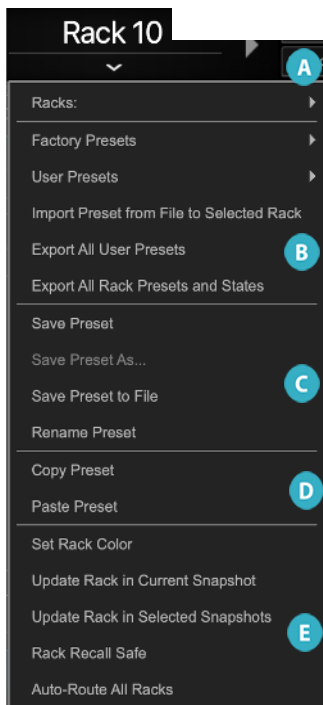 Rack 10
A
Racks:
Factory Presets
User Presets
Import Preset from File to Selected Rack
Export All User Presets
B
Export All Rack Presets and States
Save Preset
Save Preset As...
C
Save Preset to File
Rename Preset
Copy Preset
D
Paste Preset
Set Rack Color
Update Rack in Current Snapshot
Update Rack in Selected Snapshots
E
Rack Recall Safe
Auto-Route All Racks